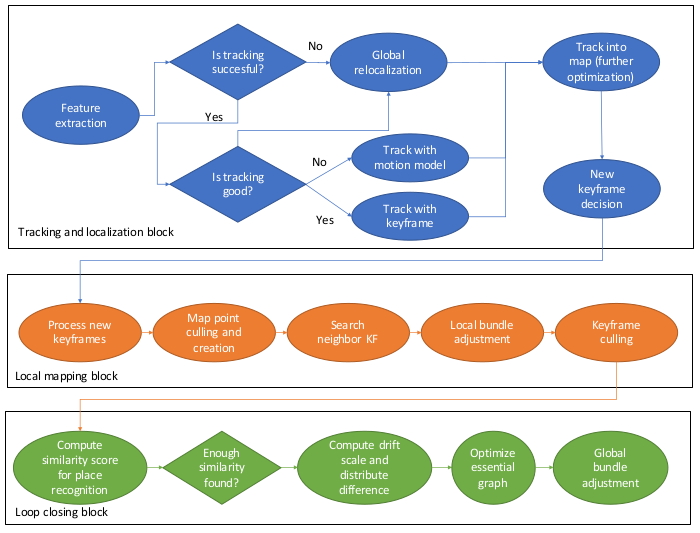 Is tracking
succesful?
No
Global
relocalization
Track into
map (further
optimization)
Feature
extraction
Yes
Is tracking
good?
No
Track with
motion model
Yes
Track with
keyframe
New
keyframe
decision
Tracking and localization block
Process new
keyframes
Map point
culling and
creation
Search
neighbor KF
Local bundle
adjustment
Keyframe
culling
Local mapping block
Compute
similarity score
for place
recognition
Enough
similarity
found?
Compute drift
scale and
distribute
difference
Optimize
essential
graph
Global
bundle
adjustment
Loop closing block